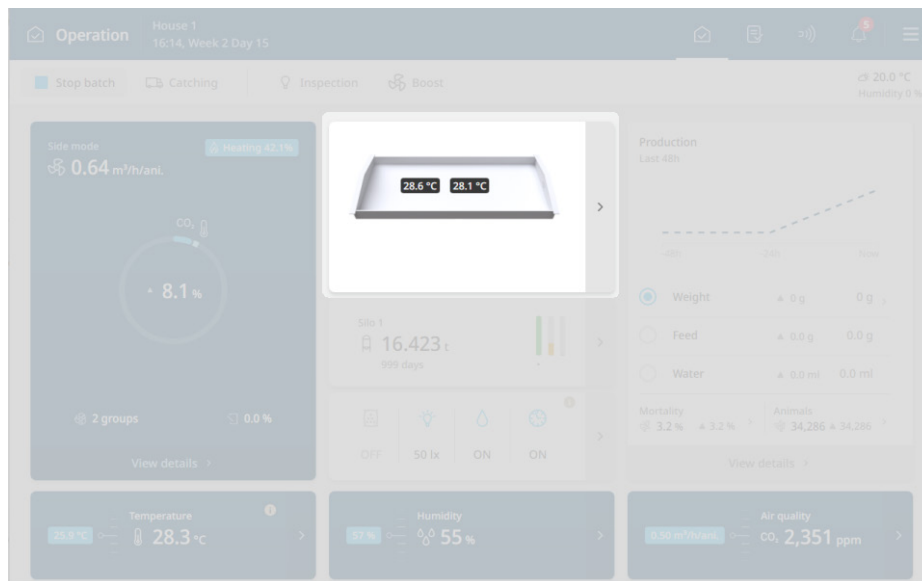 Operation
House 1
16:14, Week 2 Day 15
5
Stop batch
Catching
Inspection
Boost
20.0 °C
Humidity 0 %
Side mode
Heating 42.1%
0.64 m³/h/ani.
CO₂
8.1 %
2 groups
0.0 %
View details
28.6 °C 28.1 °C
Silo 1
16.423 t
999 days
OFF 50 lx ON ON
Production
Last 48h
-48h -24h Now
Weight 0 g 0 g
Feed 0.0 g 0.0 g
Water 0.0 ml 0.0 ml
Mortality
3.2 % 3.2 %
Animals
34,286 34,286
View details
Temperature
25.9 °C 28.3 °C
Humidity
37 % 55 %
Air quality
0.50 m³/h/ani. CO₂ 2,351 ppm